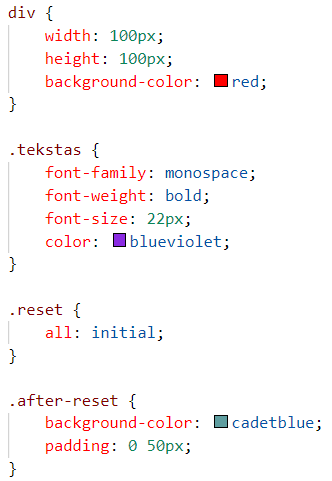 div {
    width: 100px;
    height: 100px;
    background-color: red;
}

.tekstas {
    font-family: monospace;
    font-weight: bold;
    font-size: 22px;
    color: blueviolet;
}

.reset {
    all: initial;
}

.after-reset {
    background-color: cadetblue;
    padding: 0 50px;
}